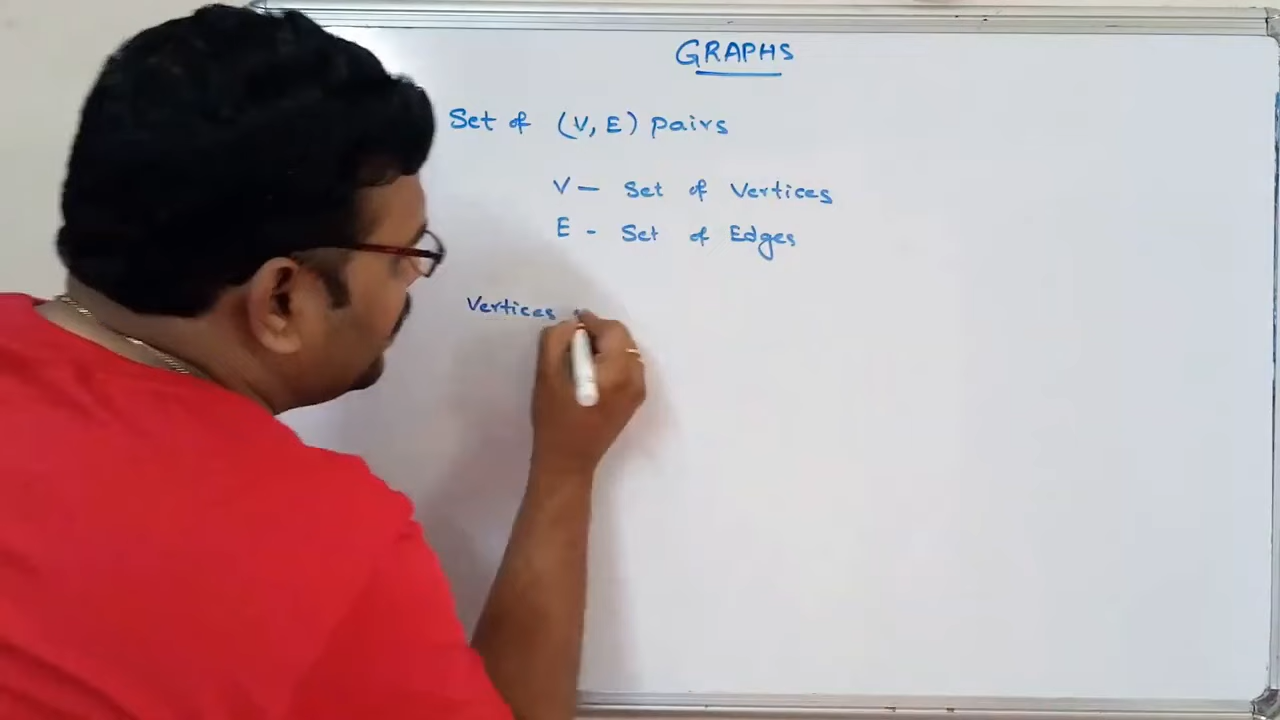 GRAPHS
Set of (V, E) pairs
V - Set of Vertices
E - Set of Edges
Vertices